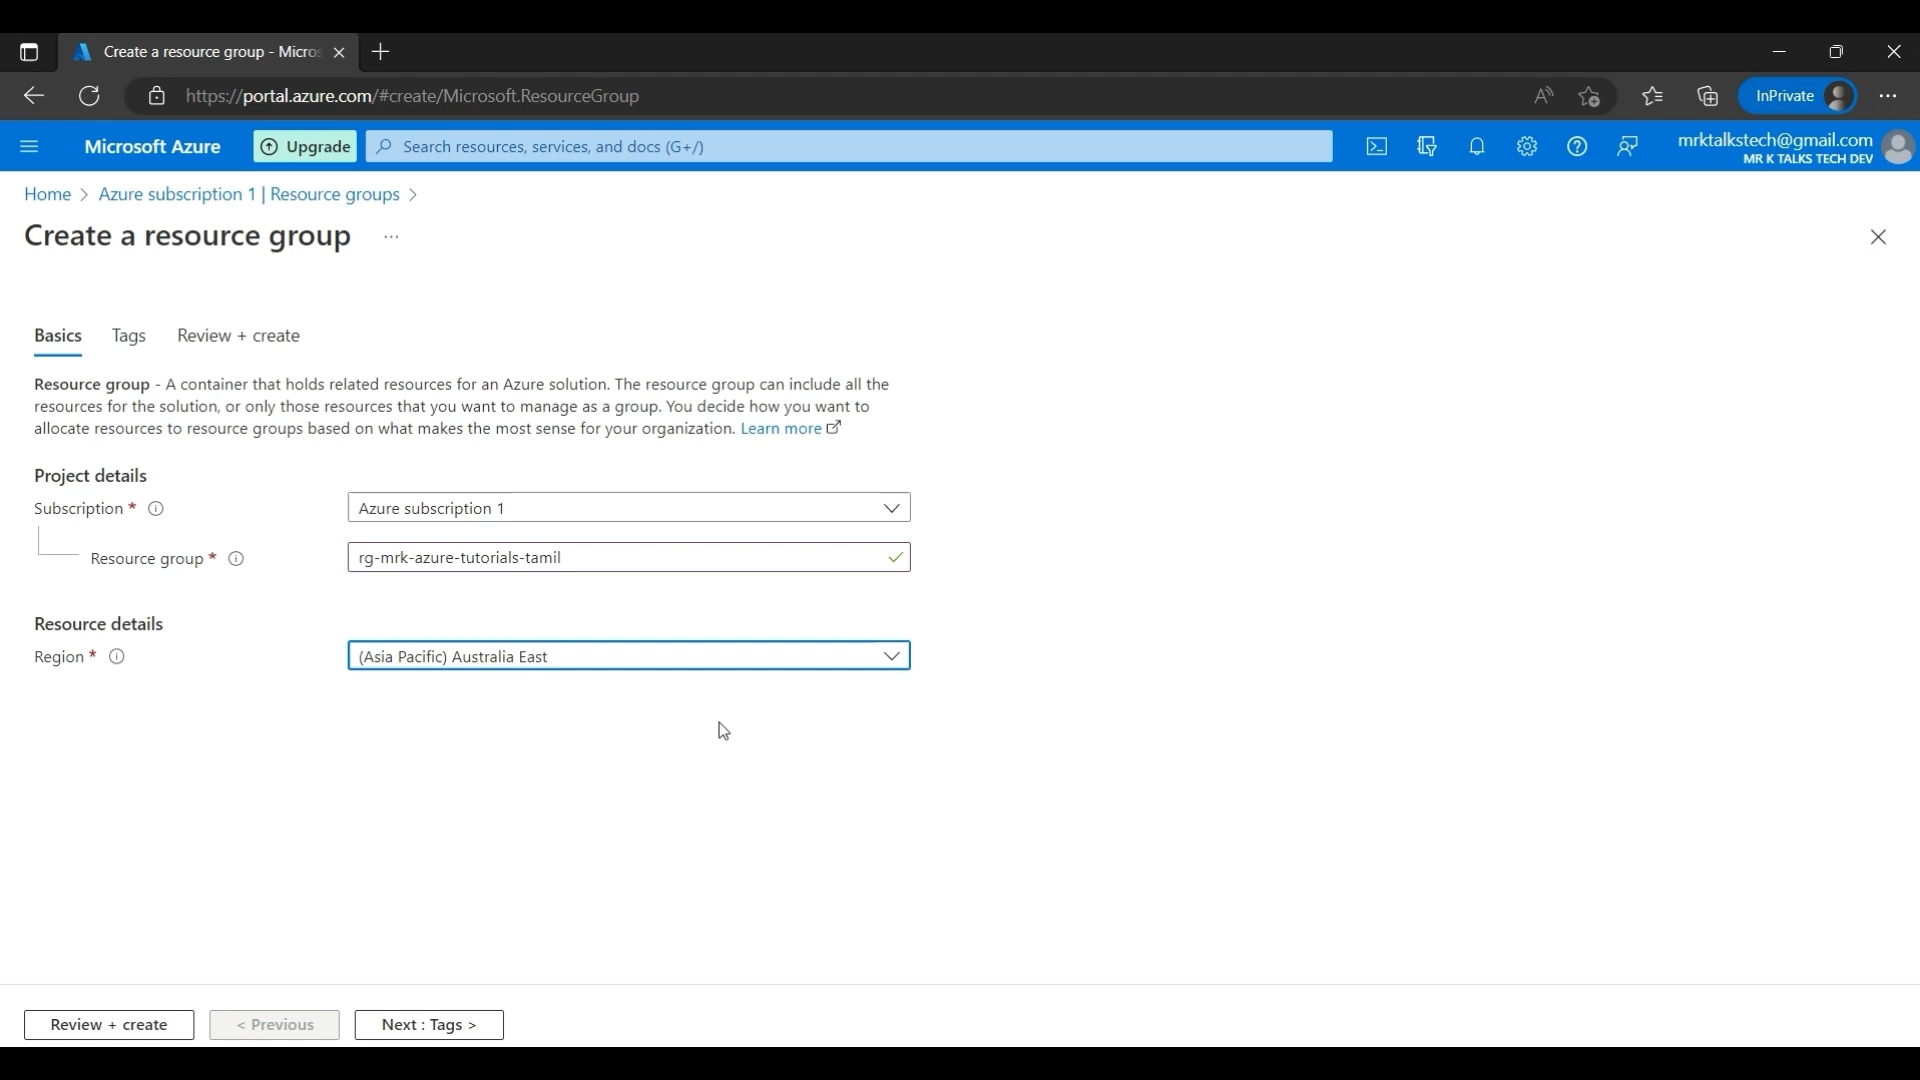 Create a resource group - Micros
https://portal.azure.com/#create/Microsoft.ResourceGroup
InPrivate
Microsoft Azure
Upgrade
Search resources, services, and docs (G+/)
mrktalkstech@gmail.com
MR K TALKS TECH DEV
Home > Azure subscription 1 | Resource groups >
Create a resource group ...
Basics Tags Review + create
Resource group - A container that holds related resources for an Azure solution. The resource group can include all the
resources for the solution, or only those resources that you want to manage as a group. You decide how you want to
allocate resources to resource groups based on what makes the most sense for your organization. Learn more
Project details
Subscription * Azure subscription 1
Resource group * rg-mrk-azure-tutorials-tamil
Resource details
Region * (Asia Pacific) Australia East
Review + create < Previous Next : Tags >